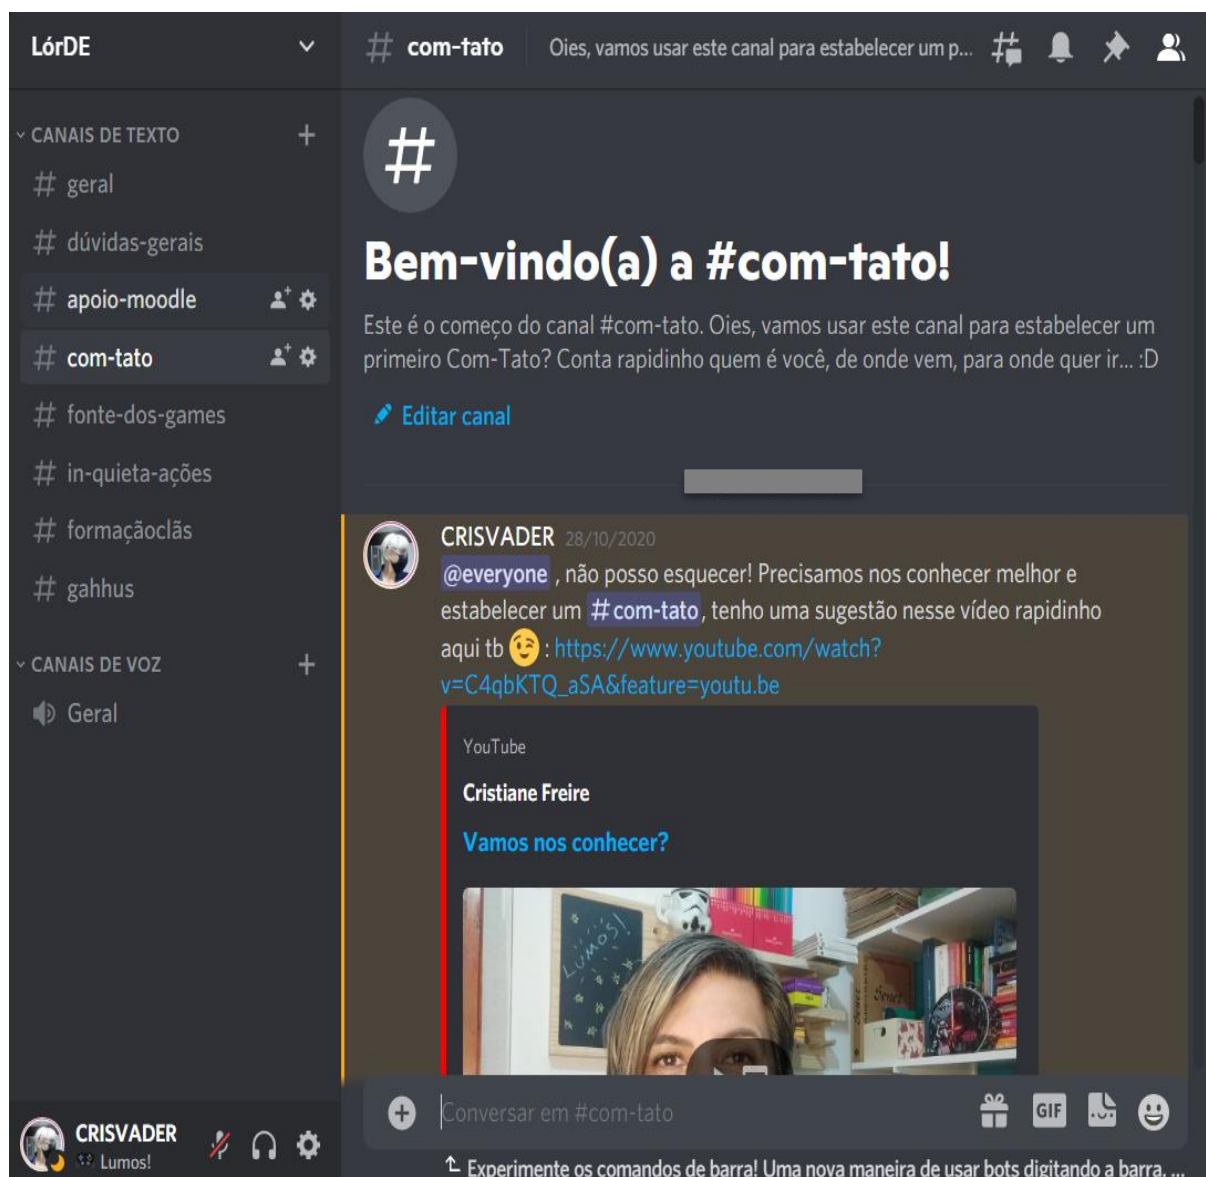 LórDE
# com-tato
Oies, vamos usar este canal para estabelecer um p...
CANAIS DE TEXTO
# geral
# dúvidas-gerais
# apoio-moodle
# com-tato
# fonte-dos-games
# in-quieta-ações
# formaçãoclãs
# gahhus
CANAIS DE VOZ
Geral
CRISVADER
Lumos!
#
Bem-vindo(a) a #com-tato!
Este é o começo do canal #com-tato. Oies, vamos usar este canal para estabelecer um
primeiro Com-Tato? Conta rapidinho quem é você, de onde vem, para onde quer ir... :D
Editar canal
CRISVADER 28/10/2020
@everyone , não posso esquecer! Precisamos nos conhecer melhor e
estabelecer um # com-tato, tenho uma sugestão nesse vídeo rapidinho
aqui tb 😉 : https://www.youtube.com/watch?
v=C4qbKTQ_aSA&feature=youtu.be
YouTube
Cristiane Freire
Vamos nos conhecer?
LUMOS!
Senet
Conversar em #com-tato
GIF
Experimente os comandos de barra! Uma nova maneira de usar bots digitando a barra. ...